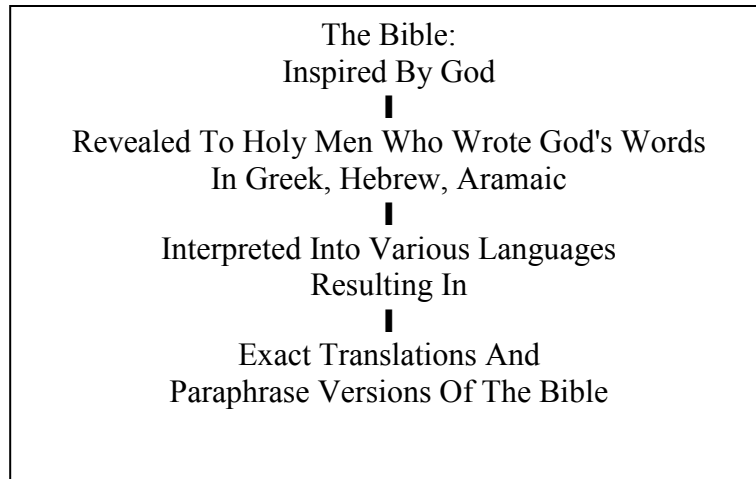 The Bible:
Inspired By God
Revealed To Holy Men Who Wrote God's Words
In Greek, Hebrew, Aramaic
Interpreted Into Various Languages
Resulting In
Exact Translations And
Paraphrase Versions Of The Bible